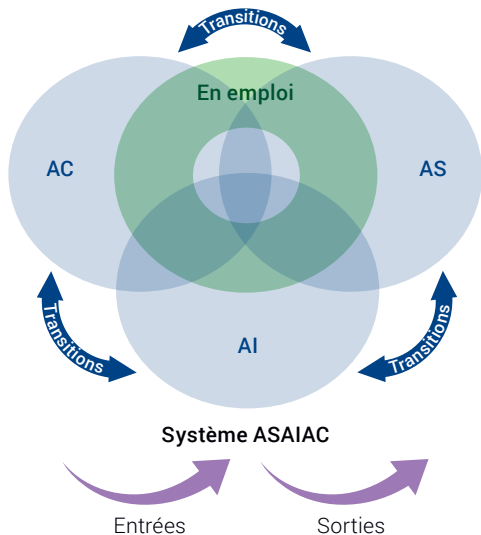 Transitions
En emploi
AC
AS
Transitions
Transitions
AI
Système ASAIAC
Entrées
Sorties